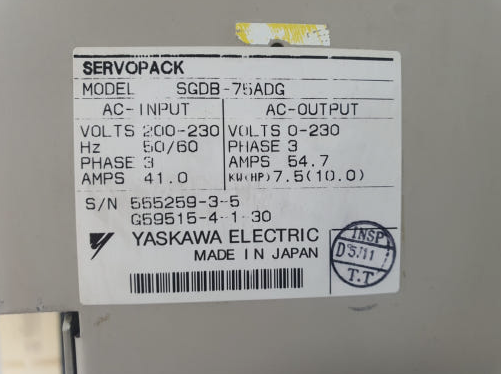 SERVOPACK
MODEL SGDB-75ADG
AC-INPUT AC-OUTPUT
VOLTS 200-230 VOLTS 0-230
Hz 50/60 PHASE 3
PHASE 3 AMPS 54.7
AMPS 41.0 KW(HP) 7.5(10.0)
S/N 555259-3-5
G59515-4-1-30
YASKAWA ELECTRIC
MADE IN JAPAN
INSP
T.T